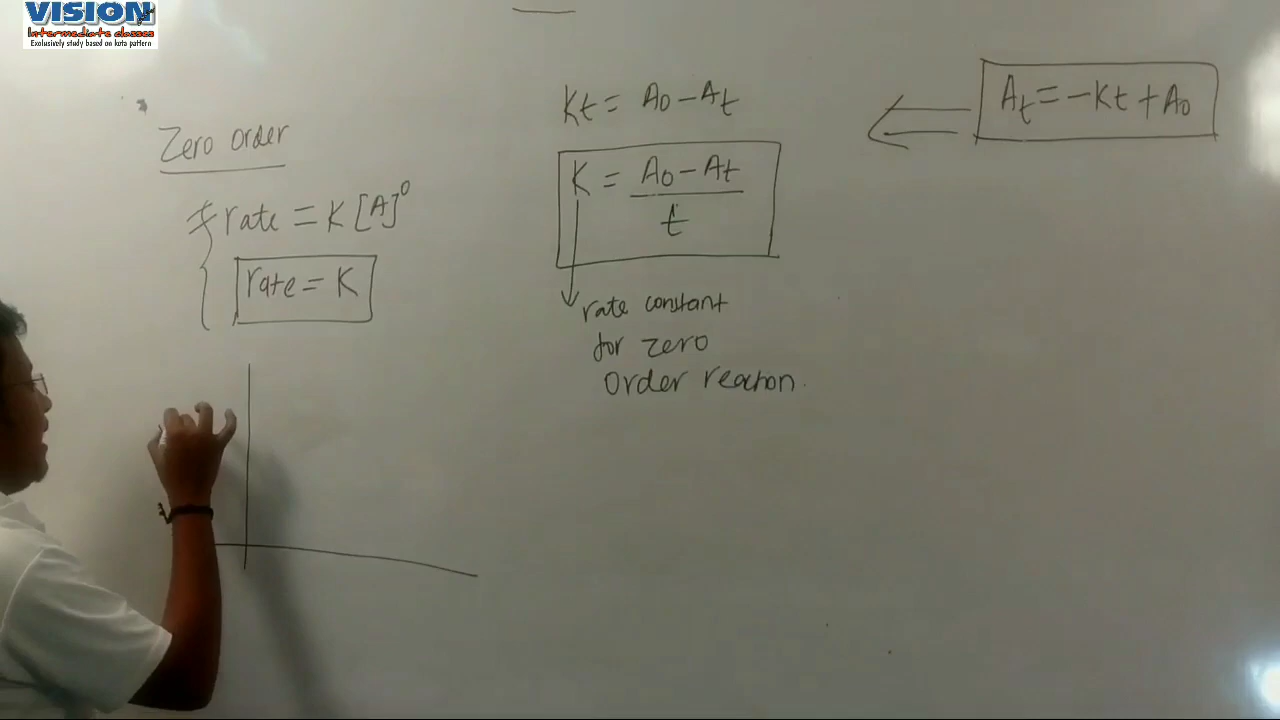 VISION
Intermediate classes
Exclusively study based on kota pattern
Zero order
rate = K [A]⁰
rate = K
Kt = A₀ - At
K = A₀ - At / t
rate constant
for zero
order reaction.
At = -Kt + A₀